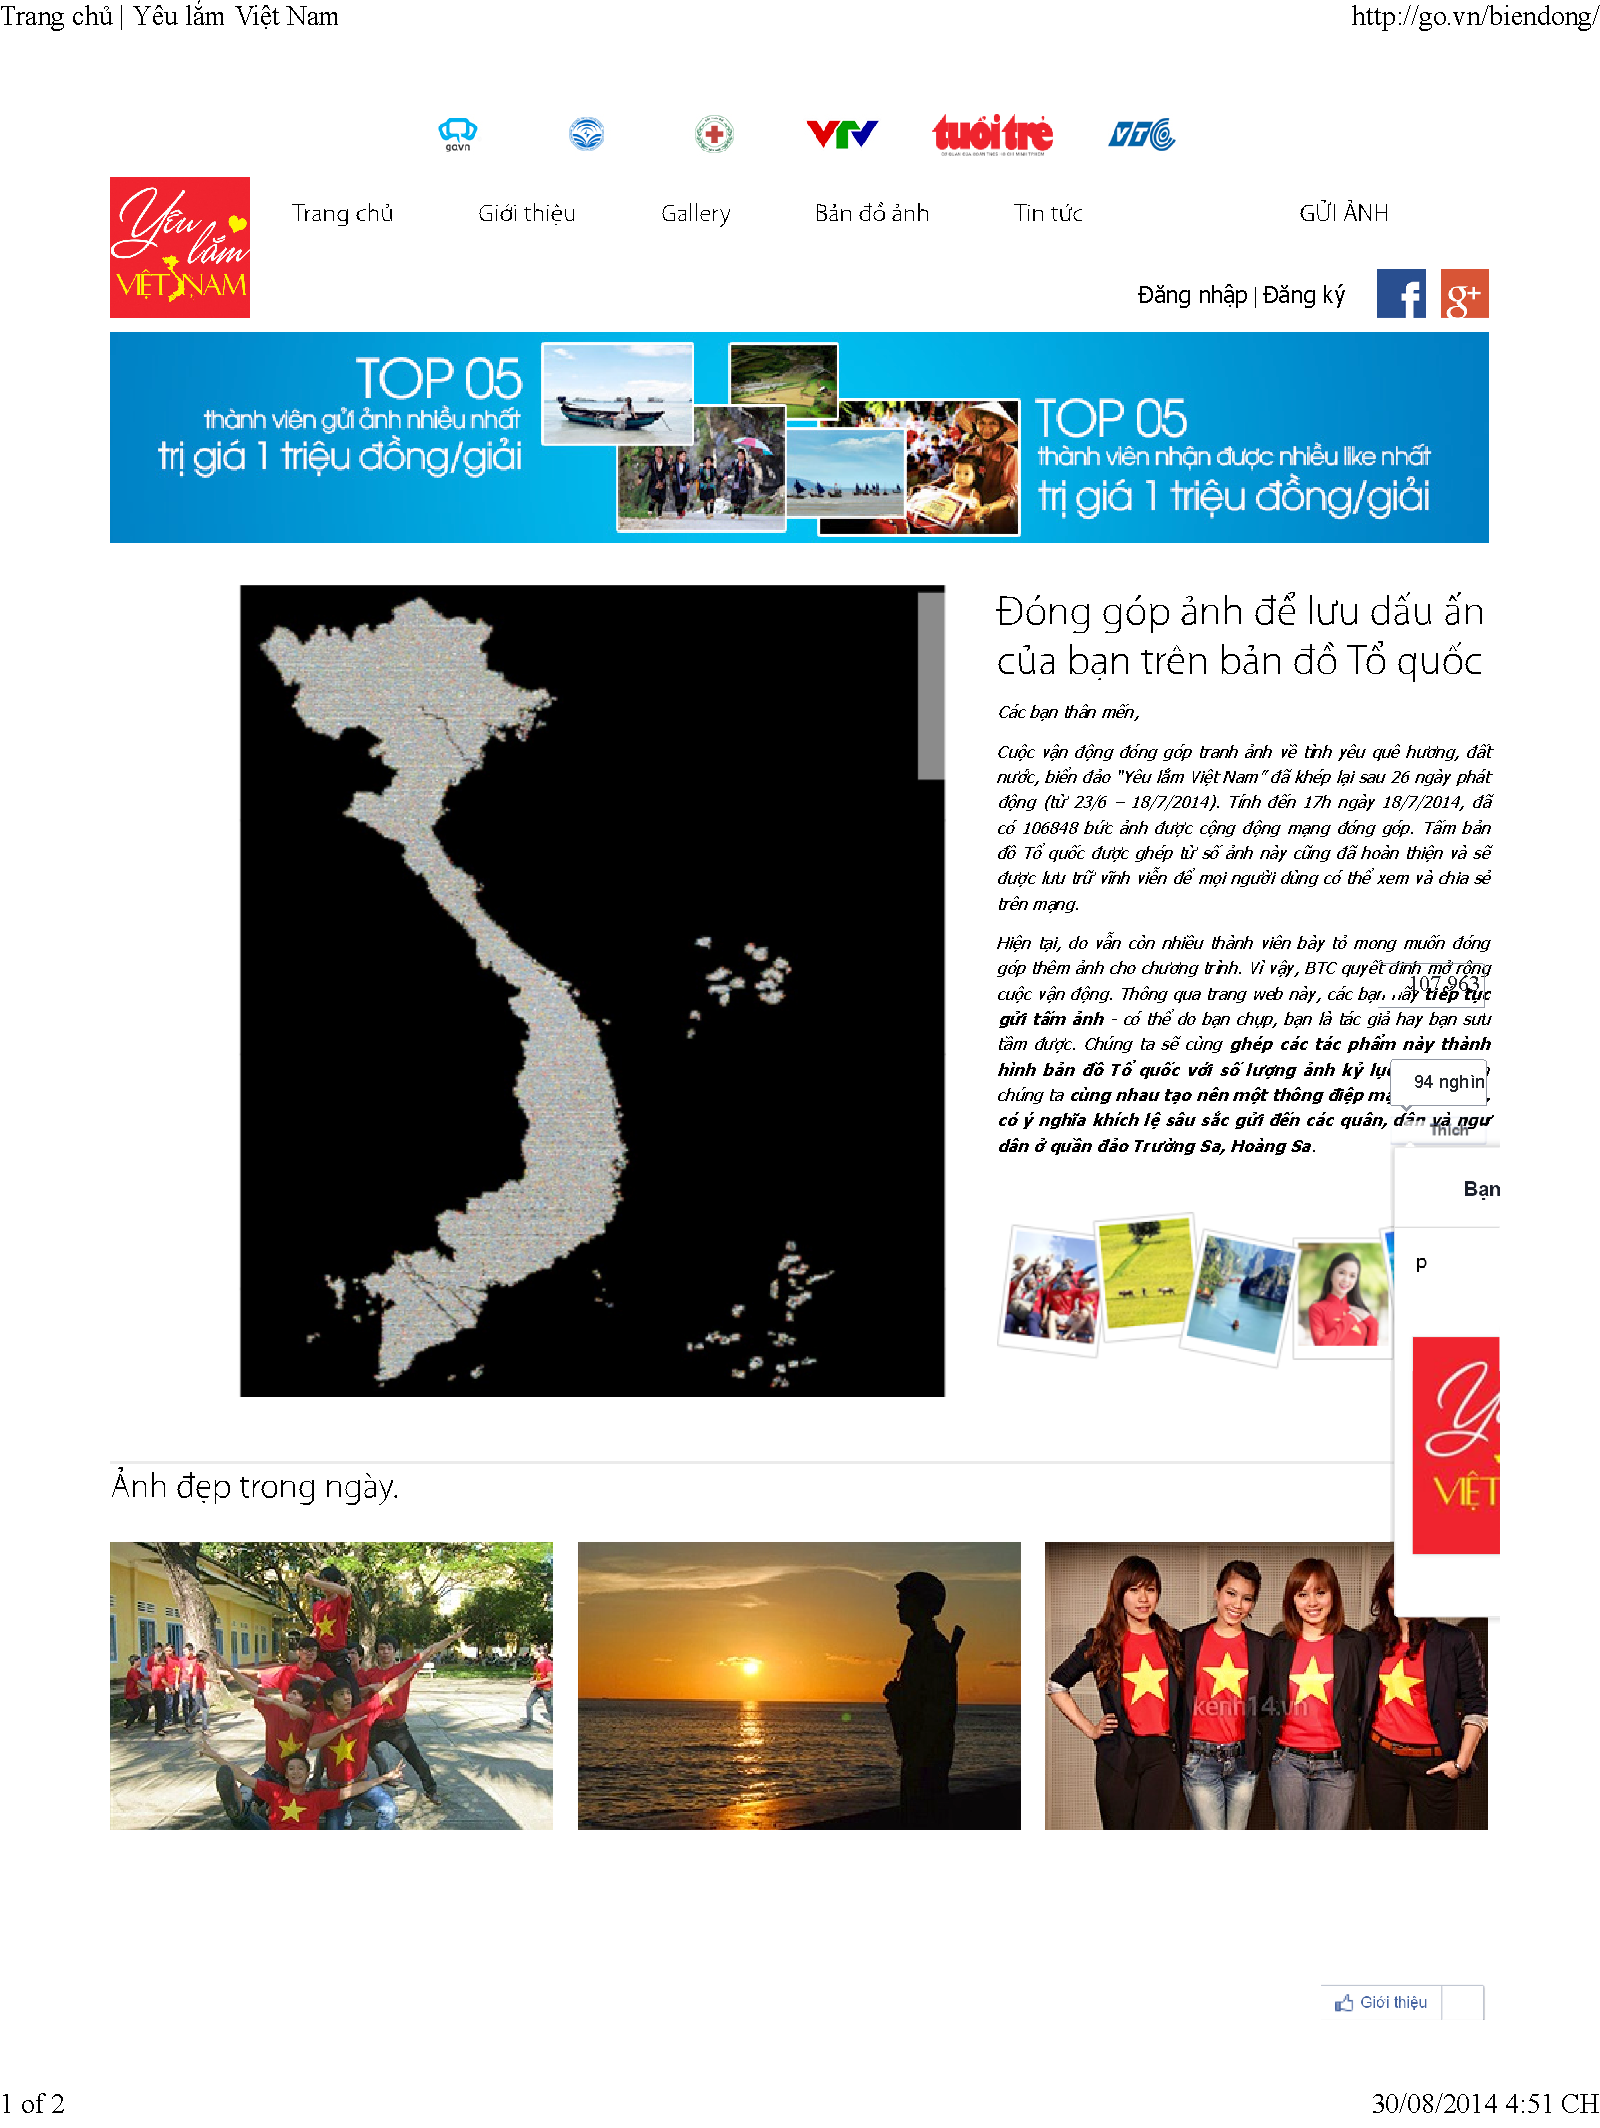 Trang chủ | Yêu lắm Việt Nam
http://go.vn/biendong/
go.vn
VTV
tuổi trẻ
VTC
Yêu lắm
VIỆT NAM
Trang chủ
Giới thiệu
Gallery
Bản đồ ảnh
Tin tức
GỬI ẢNH
Đăng nhập | Đăng ký
f
g+
TOP 05
thành viên gửi ảnh nhiều nhất
trị giá 1 triệu đồng/giải
TOP 05
thành viên nhận được nhiều like nhất
trị giá 1 triệu đồng/giải
Đóng góp ảnh để lưu dấu ấn
của bạn trên bản đồ Tổ quốc
Các bạn thân mến,
Cuộc vận động đóng góp tranh ảnh về tình yêu quê hương, đất
nước, biển đảo "Yêu lắm Việt Nam” đã khép lại sau 26 ngày phát
động (từ 23/6 – 18/7/2014). Tính đến 17h ngày 18/7/2014, đã
có 106848 bức ảnh được cộng động mạng đóng góp. Tấm bản
đồ Tổ quốc được ghép từ số ảnh này cũng đã hoàn thiện và sẽ
được lưu trữ vĩnh viễn để mọi người dùng có thể xem và chia sẻ
trên mạng.
Hiện tại, do vẫn còn nhiều thành viên bày tỏ mong muốn đóng
góp thêm ảnh cho chương trình. Vì vậy, BTC quyết định mở rộng
107,963
cuộc vận động. Thông qua trang web này, các bạn tiếp tục
gửi tấm ảnh - có thể do bạn chụp, bạn là tác giả hay bạn sưu
tầm được. Chúng ta sẽ cùng ghép các tác phẩm này thành
hình bản đồ Tổ quốc với số lượng ảnh kỷ lục
94 nghìn
chúng ta cùng nhau tạo nên một thông điệp
có ý nghĩa khích lệ sâu sắc gửi đến các quân, dân và ngư
Thích
dân ở quần đảo Trường Sa, Hoàng Sa.
Bạn
p
VIỆT
Ảnh đẹp trong ngày.
kenh14.vn
Giới thiệu
1 of 2
30/08/2014 4:51 CH